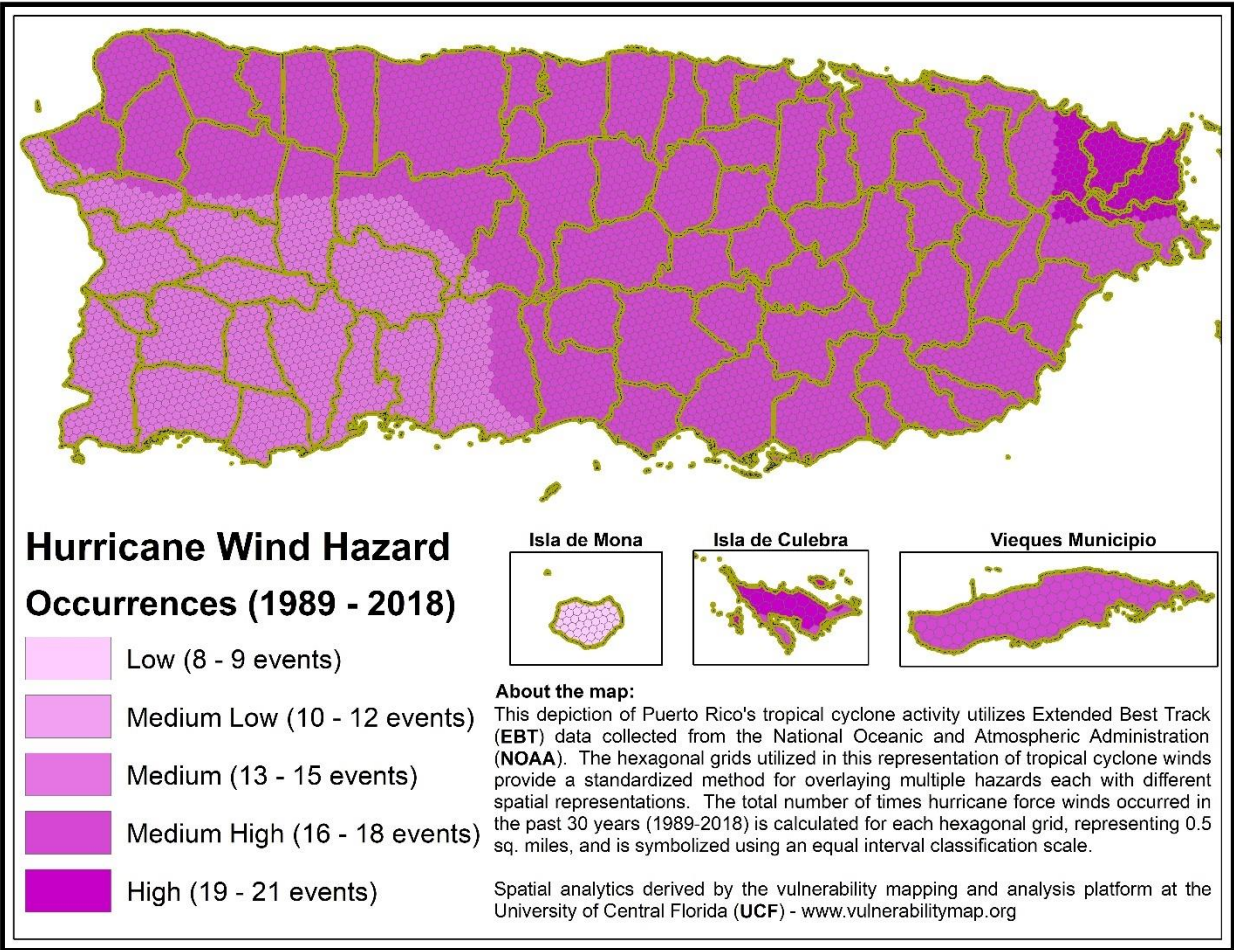 Hurricane Wind Hazard
Occurrences (1989 - 2018)
Low (8 - 9 events)
Medium Low (10 - 12 events)
Medium (13 - 15 events)
Medium High (16 - 18 events)
High (19 - 21 events)
Isla de Mona
Isla de Culebra
Vieques Municipio
About the map:
This depiction of Puerto Rico's tropical cyclone activity utilizes Extended Best Track
(EBT) data collected from the National Oceanic and Atmospheric Administration
(NOAA). The hexagonal grids utilized in this representation of tropical cyclone winds
provide a standardized method for overlaying multiple hazards each with different
spatial representations. The total number of times hurricane force winds occurred in
the past 30 years (1989-2018) is calculated for each hexagonal grid, representing 0.5
sq. miles, and is symbolized using an equal interval classification scale.
Spatial analytics derived by the vulnerability mapping and analysis platform at the
University of Central Florida (UCF) - www.vulnerabilitymap.org